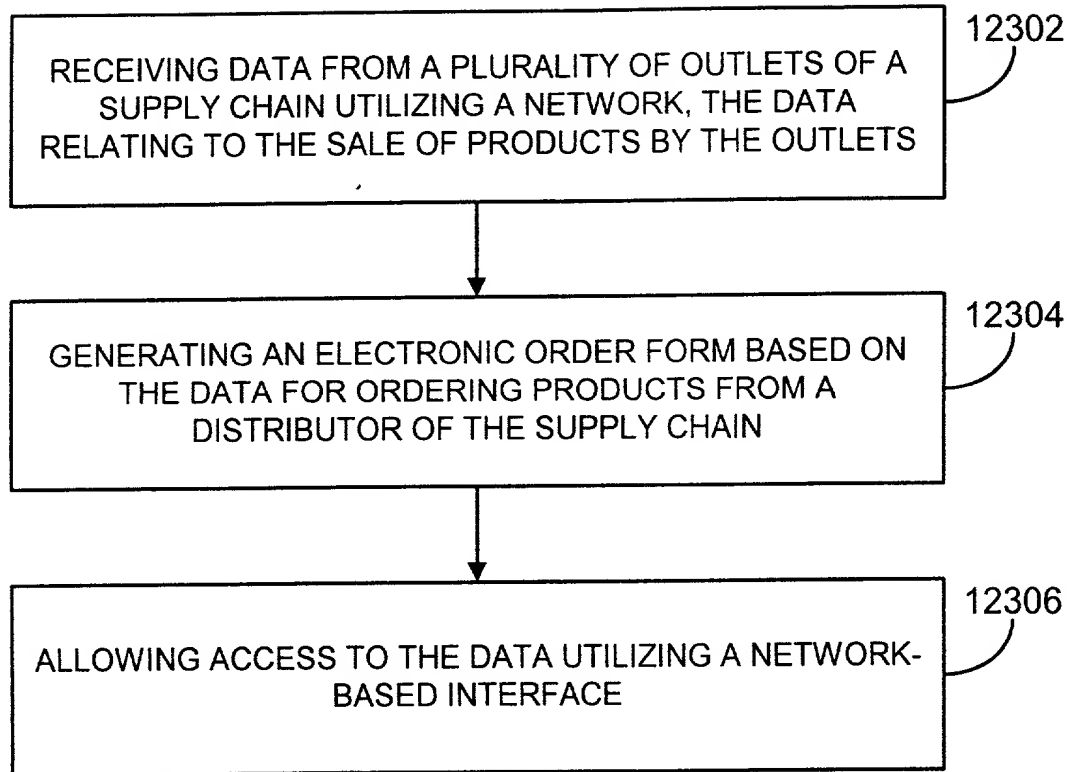 12302
RECEIVING DATA FROM A PLURALITY OF OUTLETS OF A
SUPPLY CHAIN UTILIZING A NETWORK, THE DATA
RELATING TO THE SALE OF PRODUCTS BY THE OUTLETS
12304
GENERATING AN ELECTRONIC ORDER FORM BASED ON
THE DATA FOR ORDERING PRODUCTS FROM A
DISTRIBUTOR OF THE SUPPLY CHAIN
12306
ALLOWING ACCESS TO THE DATA UTILIZING A NETWORK-
BASED INTERFACE